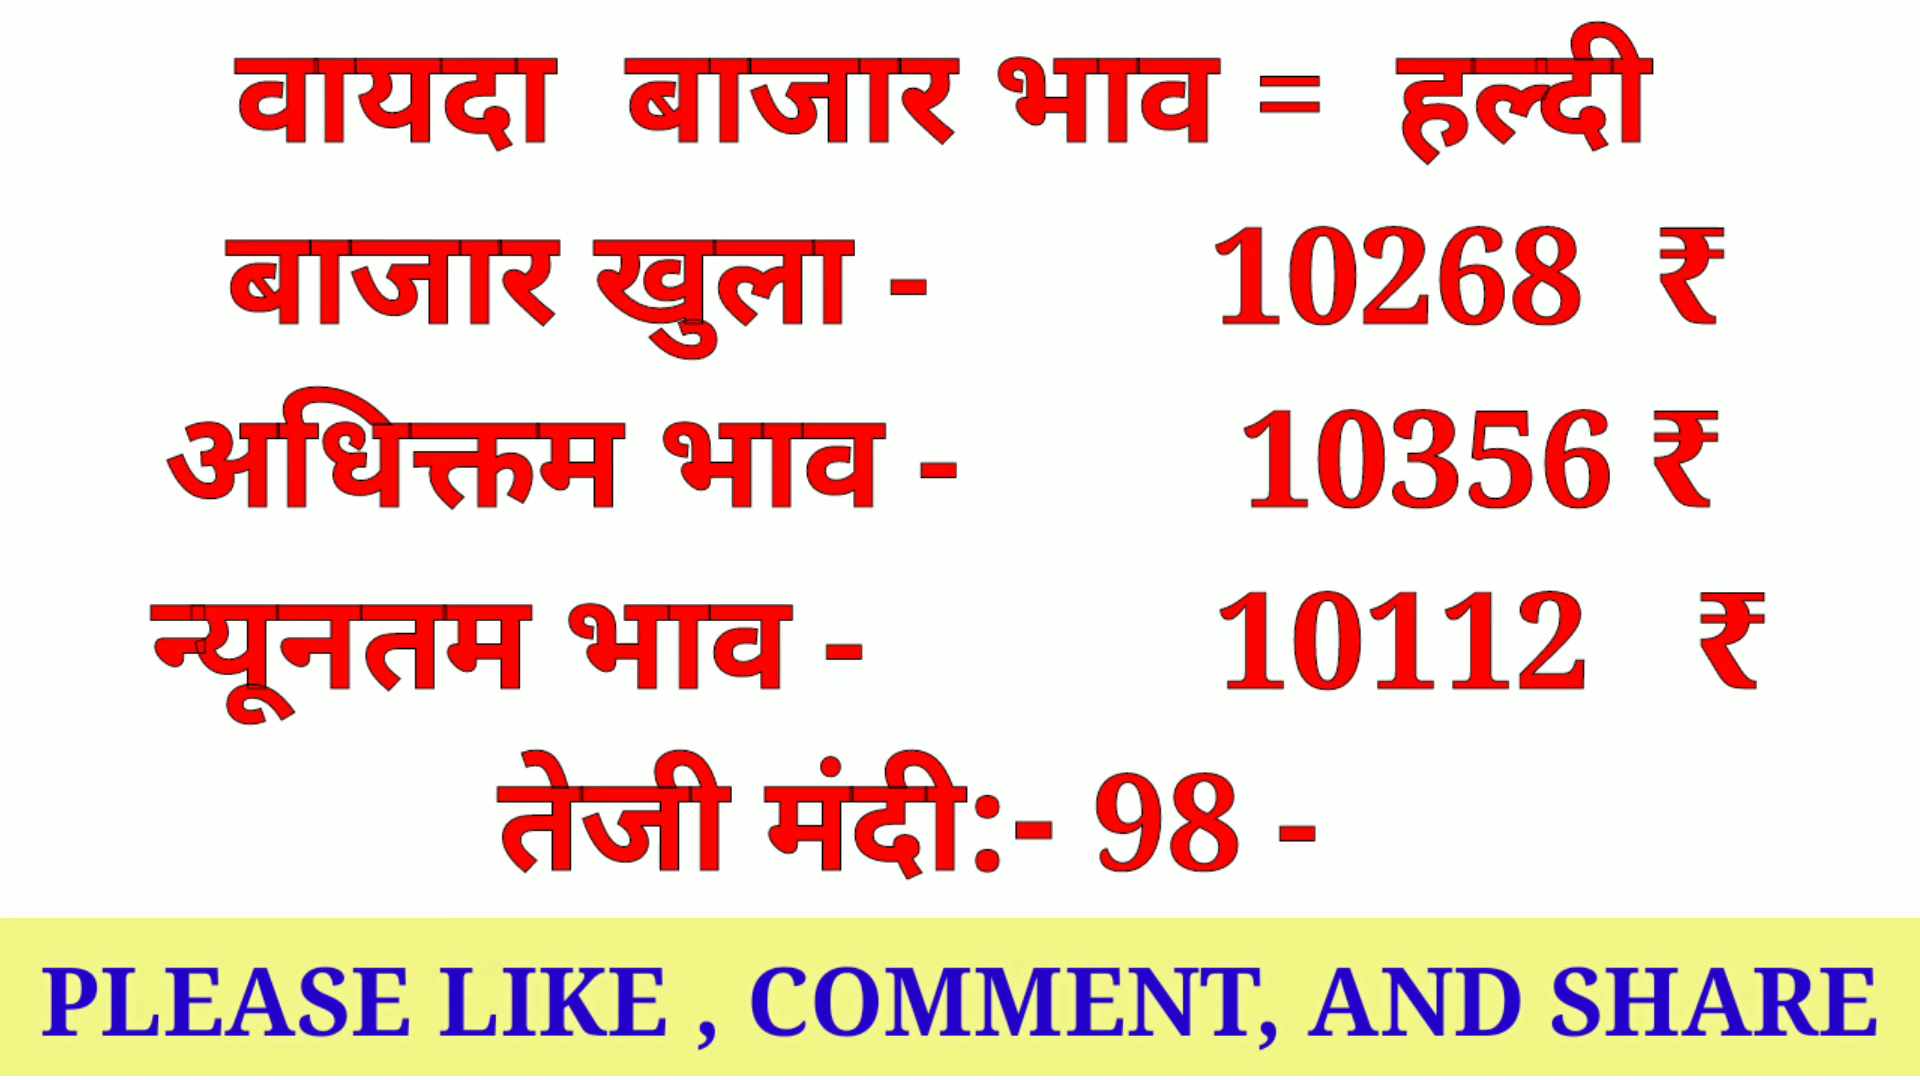 वायदा बाजार भाव = हल्दी
बाजार खुला - 10268 ₹
अधिक्तम भाव - 10356 ₹
न्यूनतम भाव - 10112 ₹
तेजी मंदी:- 98 -
PLEASE LIKE , COMMENT, AND SHARE